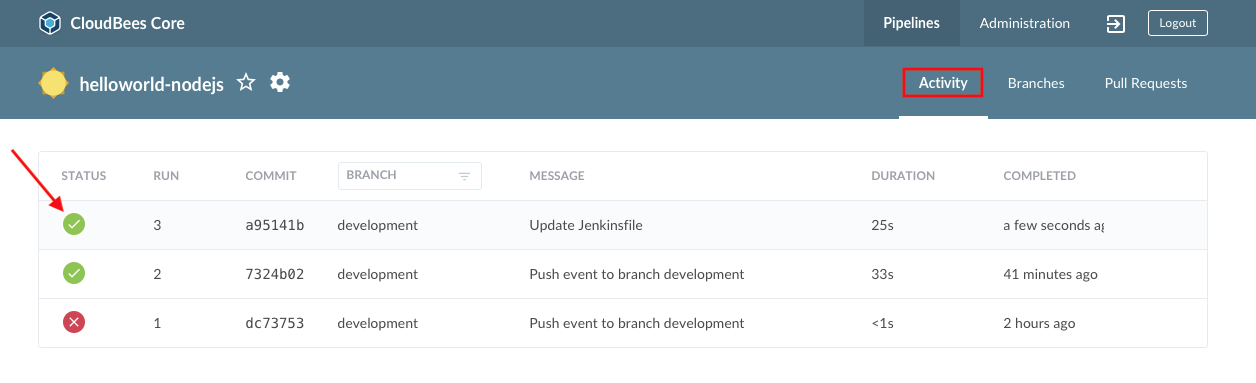 CloudBees Core Pipelines Administration Logout
helloworld-nodejs Activity Branches Pull Requests
STATUS RUN COMMIT BRANCH MESSAGE DURATION COMPLETED
3 a95141b development Update Jenkinsfile 25s a few seconds ag
2 7324b02 development Push event to branch development 33s 41 minutes ago
1 dc73753 development Push event to branch development <1s 2 hours ago